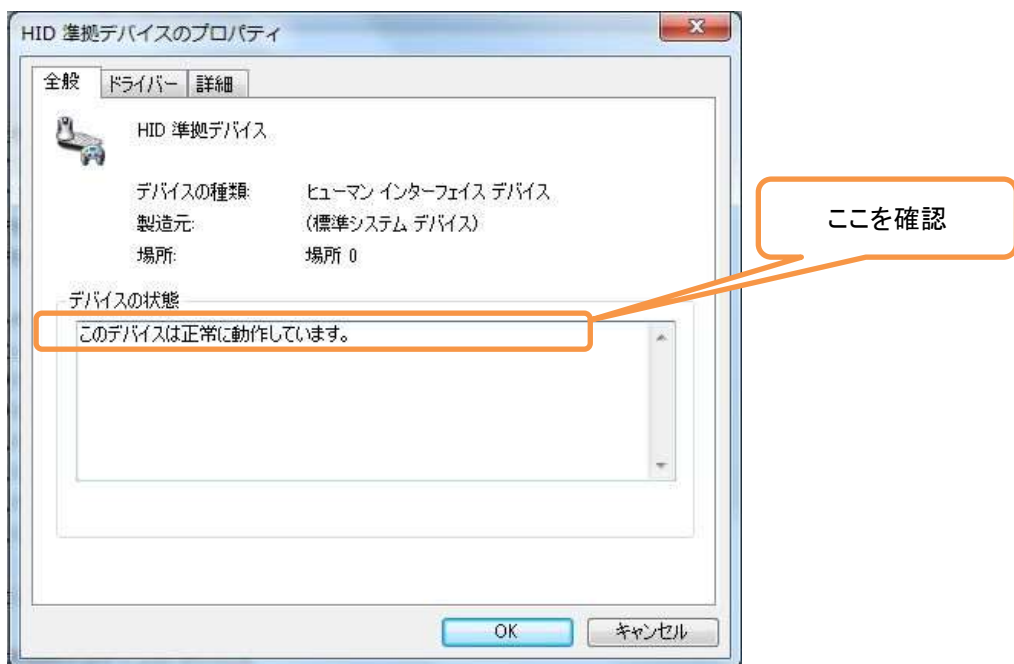 HID 準拠デバイスのプロパティ
全般 ドライバー 詳細
HID 準拠デバイス
デバイスの種類: ヒューマン インターフェイス デバイス
製造元: (標準システム デバイス)
場所: 場所 0
ここを確認
デバイスの状態
このデバイスは正常に動作しています。
OK キャンセル